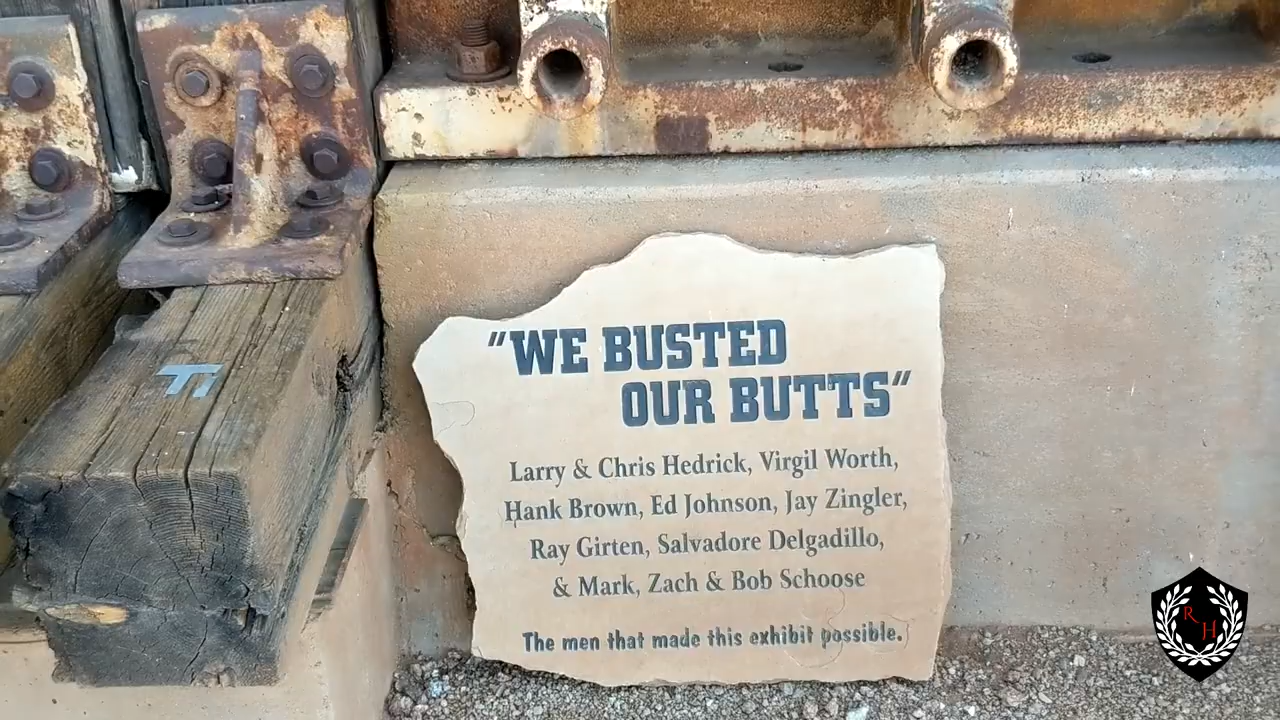 "WE BUSTED
OUR BUTTS"
Larry & Chris Hedrick, Virgil Worth,
Hank Brown, Ed Johnson, Jay Zingler,
Ray Girten, Salvadore Delgadillo,
& Mark, Zach & Bob Schoose
The men that made this exhibit possible.
RH